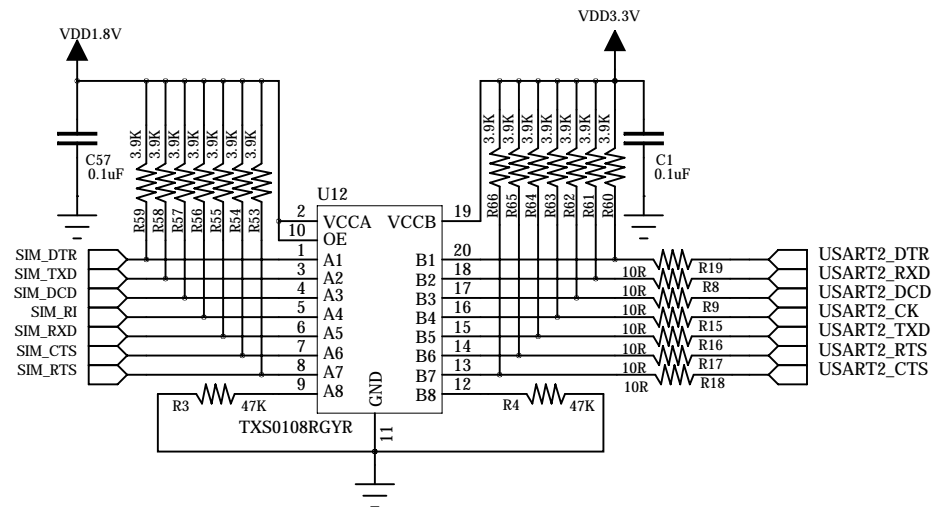 VDD1.8V
VDD3.3V
3.9K
3.9K
3.9K
3.9K
3.9K
3.9K
3.9K
3.9K
3.9K
3.9K
3.9K
3.9K
3.9K
3.9K
C57
0.1uF
C1
0.1uF
R59
R58
R57
R56
R55
R54
R53
R66
R65
R64
R63
R62
R61
R60
U12
2
VCCA
VCCB
19
10
OE
SIM_DTR
1
A1
B1
20
R19
USART2_DTR
SIM_TXD
3
A2
B2
18
10R
R8
USART2_RXD
SIM_DCD
4
A3
B3
17
10R
R9
USART2_DCD
SIM_RI
5
A4
B4
16
10R
R15
USART2_CK
SIM_RXD
6
A5
B5
15
10R
R16
USART2_TXD
SIM_CTS
7
A6
B6
14
10R
R17
USART2_RTS
SIM_RTS
8
A7
B7
13
10R
R18
USART2_CTS
9
A8
B8
12
10R
R3
47K
GND
R4
47K
TXS0108RGYR
11